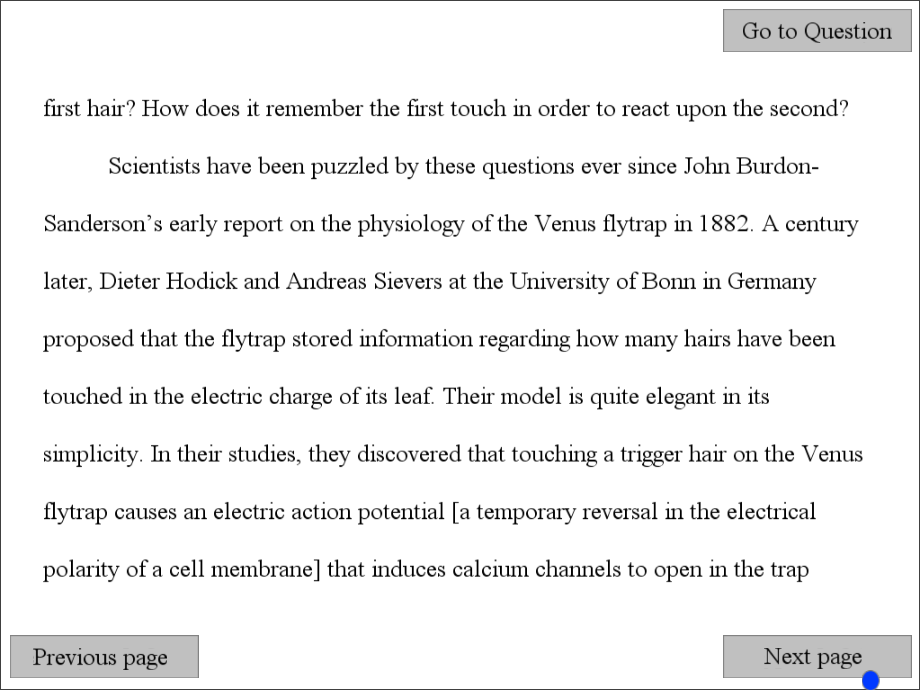 Go to Question
first hair? How does it remember the first touch in order to react upon the second?
Scientists have been puzzled by these questions ever since John Burdon-
Sanderson’s early report on the physiology of the Venus flytrap in 1882. A century
later, Dieter Hodick and Andreas Sievers at the University of Bonn in Germany
proposed that the flytrap stored information regarding how many hairs have been
touched in the electric charge of its leaf. Their model is quite elegant in its
simplicity. In their studies, they discovered that touching a trigger hair on the Venus
flytrap causes an electric action potential [a temporary reversal in the electrical
polarity of a cell membrane] that induces calcium channels to open in the trap
Previous page
Next page